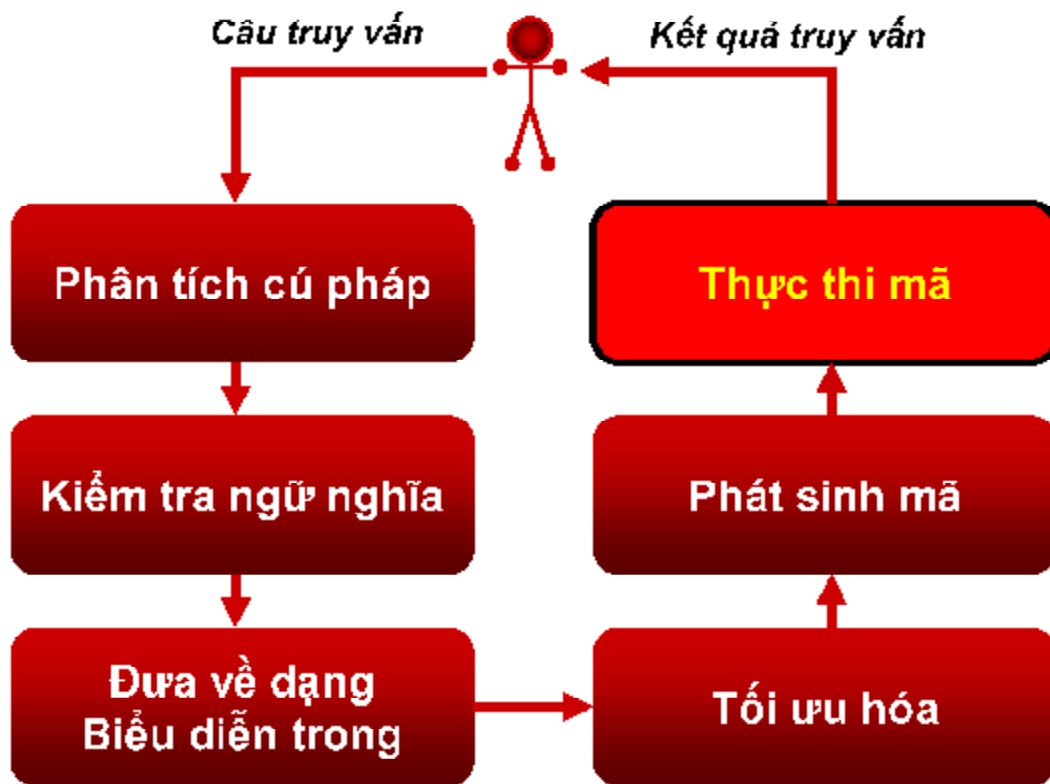 Câu truy vấn
Kết quả truy vấn
Phân tích cú pháp
Kiểm tra ngữ nghĩa
Đưa về dạng
Biểu diễn trong
Tối ưu hóa
Phát sinh mã
Thực thi mã